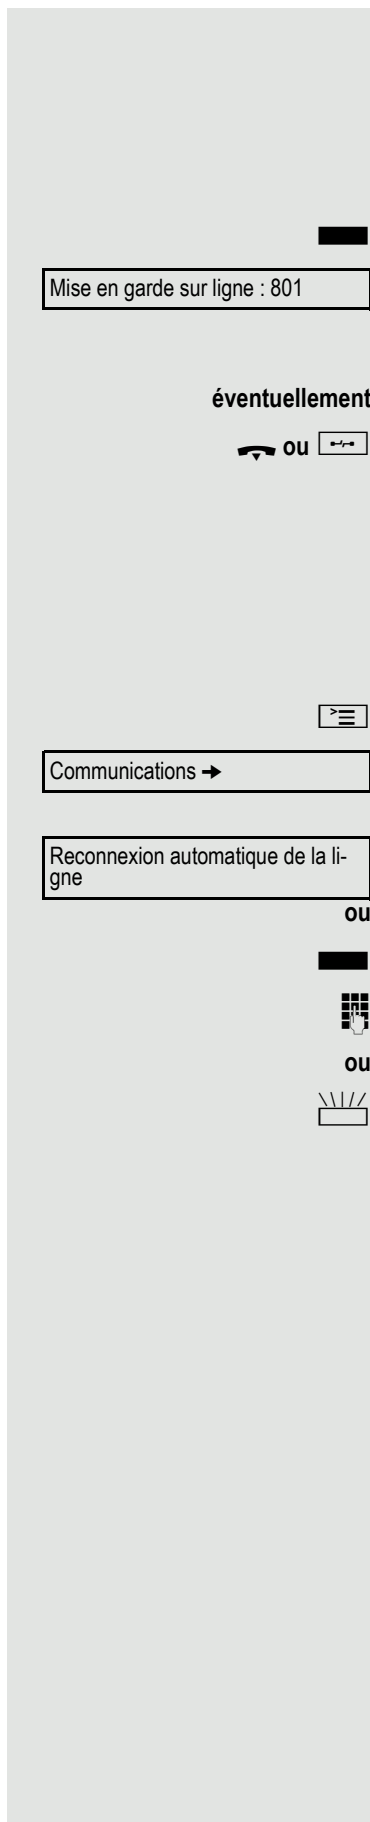 Mise en garde sur ligne : 801
éventuellement
ou
Communications →
Reconnexion automatique de la li-
gne
ou
ou